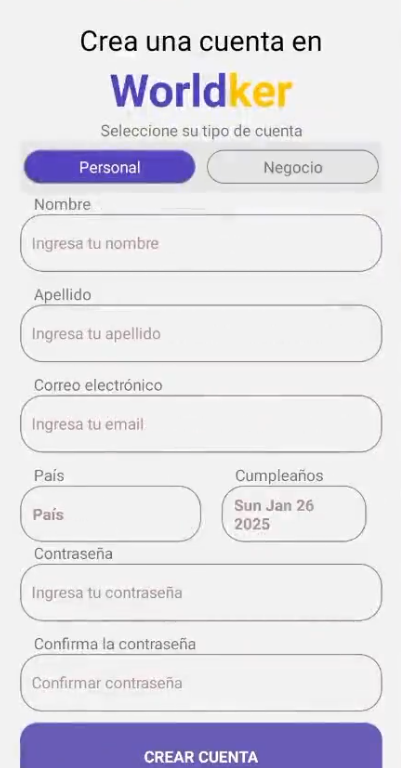 Crea una cuenta en
Worldker
Seleccione su tipo de cuenta
Personal
Negocio
Nombre
Ingresa tu nombre
Apellido
Ingresa tu apellido
Correo electrónico
Ingresa tu email
País
Cumpleaños
País
Sun Jan 26
2025
Contraseña
Ingresa tu contraseña
Confirma la contraseña
Confirmar contraseña
CREAR CUENTA